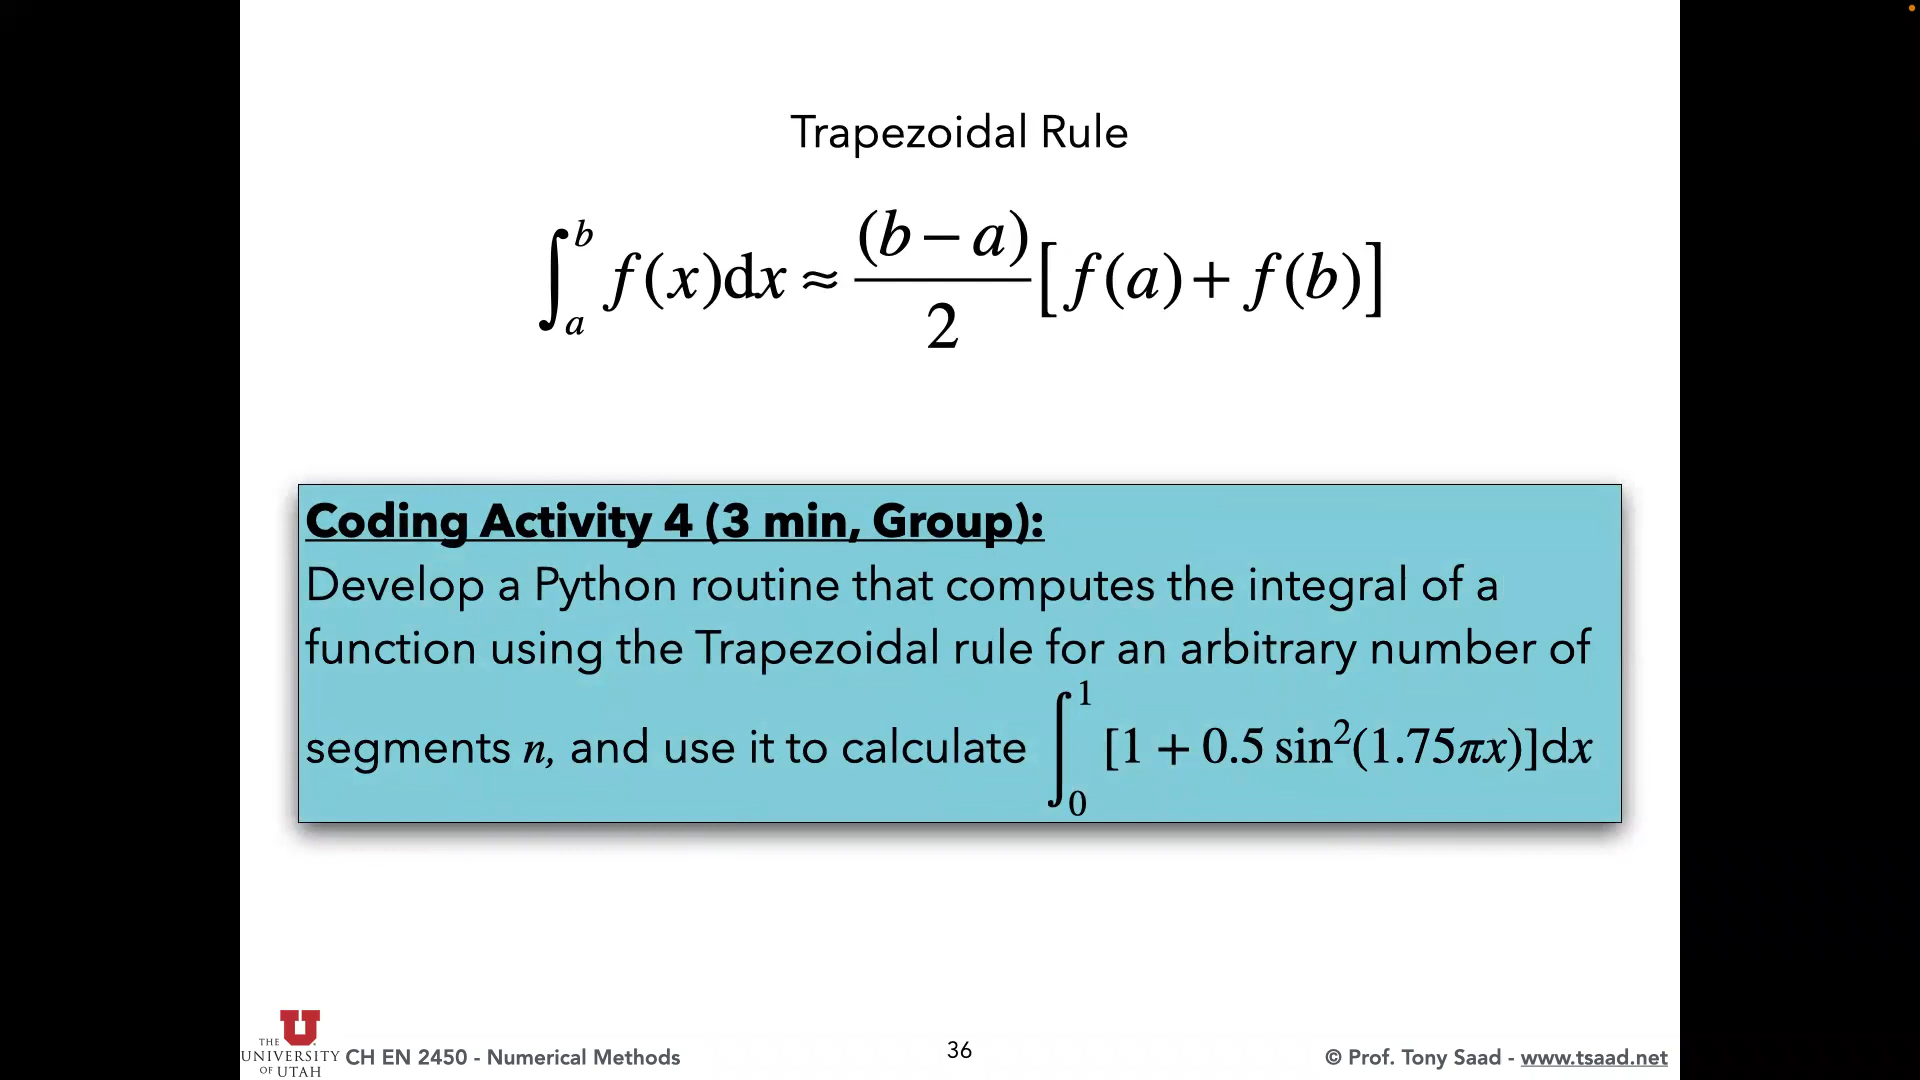 Trapezoidal Rule
∫_a^b f(x)dx ≈ (b − a)/2 [f(a) + f(b)]
Coding Activity 4 (3 min, Group):
Develop a Python routine that computes the integral of a
function using the Trapezoidal rule for an arbitrary number of
segments n, and use it to calculate ∫_0^1 [1 + 0.5 sin²(1.75πx)]dx
THE
UNIVERSITY
OF UTAH
CH EN 2450 - Numerical Methods
36
© Prof. Tony Saad - www.tsaad.net